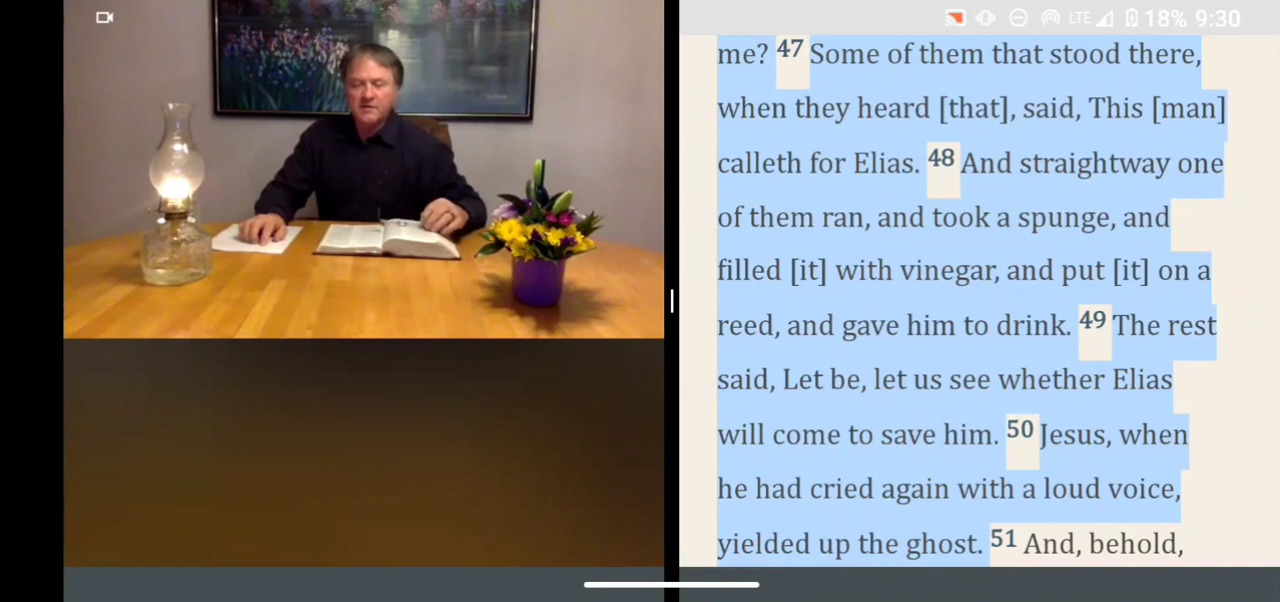 LTE 18% 9:30
me? 47 Some of them that stood there,
when they heard [that], said, This [man]
calleth for Elias. 48 And straightway one
of them ran, and took a spunge, and
filled [it] with vinegar, and put [it] on a
reed, and gave him to drink. 49 The rest
said, Let be, let us see whether Elias
will come to save him. 50 Jesus, when
he had cried again with a loud voice,
yielded up the ghost. 51 And, behold,